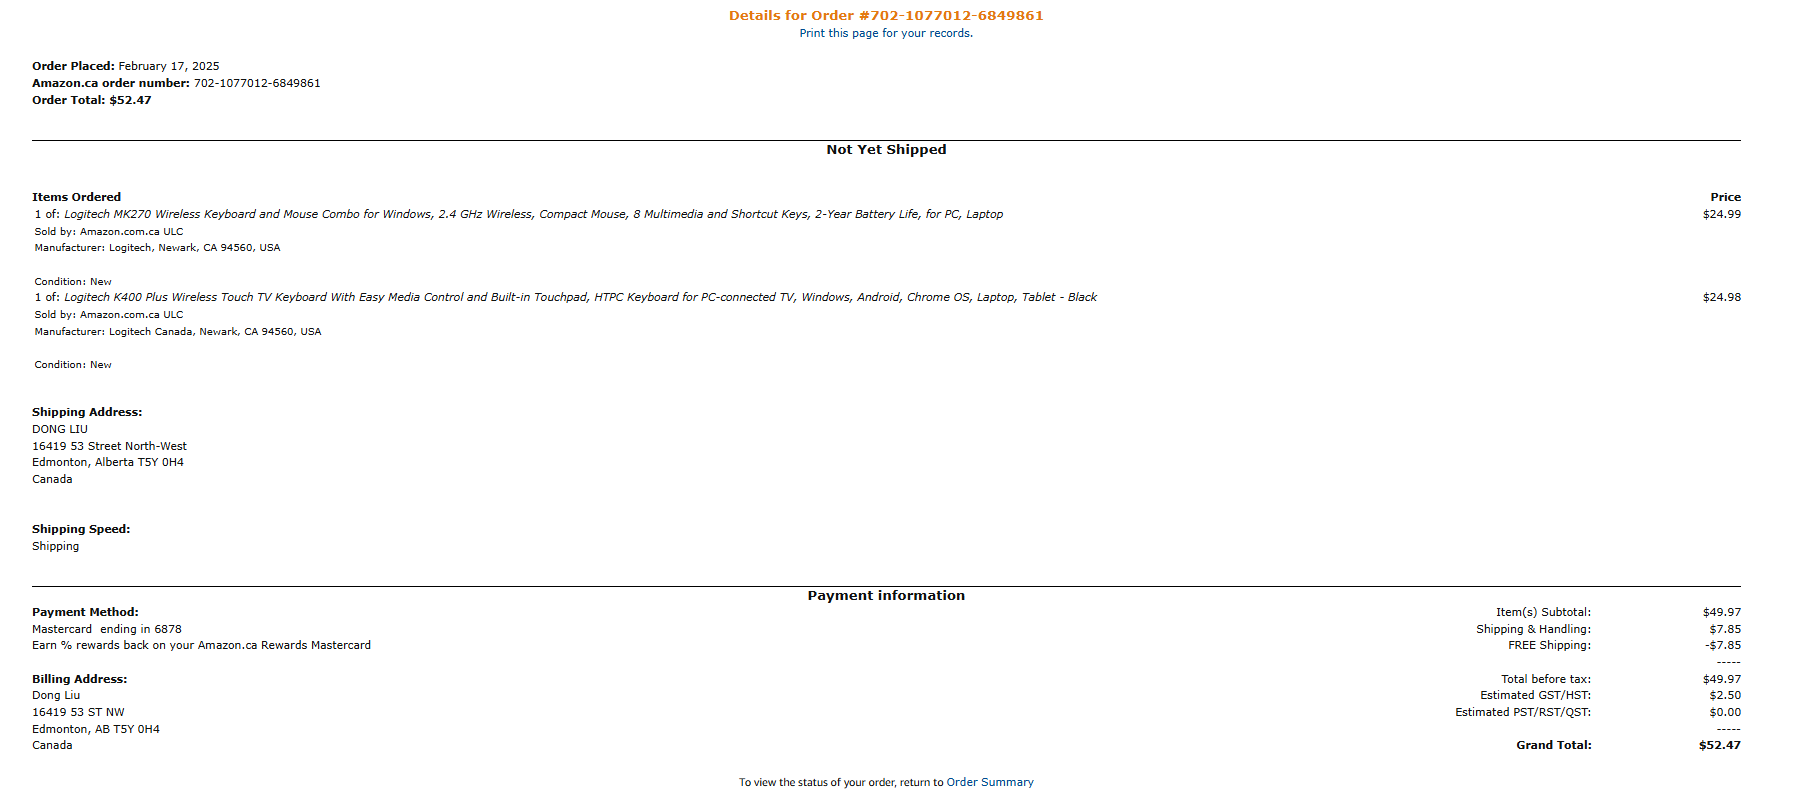 Details for Order #702-1077012-6849861
Print this page for your records.
Order Placed: February 17, 2025
Amazon.ca order number: 702-1077012-6849861
Order Total: $52.47
Not Yet Shipped
Items Ordered Price
1 of: Logitech MK270 Wireless Keyboard and Mouse Combo for Windows, 2.4 GHz Wireless, Compact Mouse, 8 Multimedia and Shortcut Keys, 2-Year Battery Life, for PC, Laptop $24.99
Sold by: Amazon.com.ca ULC
Manufacturer: Logitech, Newark, CA 94560, USA
Condition: New
1 of: Logitech K400 Plus Wireless Touch TV Keyboard With Easy Media Control and Built-in Touchpad, HTPC Keyboard for PC-connected TV, Windows, Android, Chrome OS, Laptop, Tablet - Black $24.98
Sold by: Amazon.com.ca ULC
Manufacturer: Logitech Canada, Newark, CA 94560, USA
Condition: New
Shipping Address:
DONG LIU
16419 53 Street North-West
Edmonton, Alberta T5Y 0H4
Canada
Shipping Speed:
Shipping
Payment information
Payment Method:
Mastercard ending in 6878
Earn % rewards back on your Amazon.ca Rewards Mastercard
Billing Address:
Dong Liu
16419 53 ST NW
Edmonton, AB T5Y 0H4
Canada
Item(s) Subtotal: $49.97
Shipping & Handling: $7.85
FREE Shipping: -$7.85
-----
Total before tax: $49.97
Estimated GST/HST: $2.50
Estimated PST/RST/QST: $0.00
-----
Grand Total: $52.47
To view the status of your order, return to Order Summary